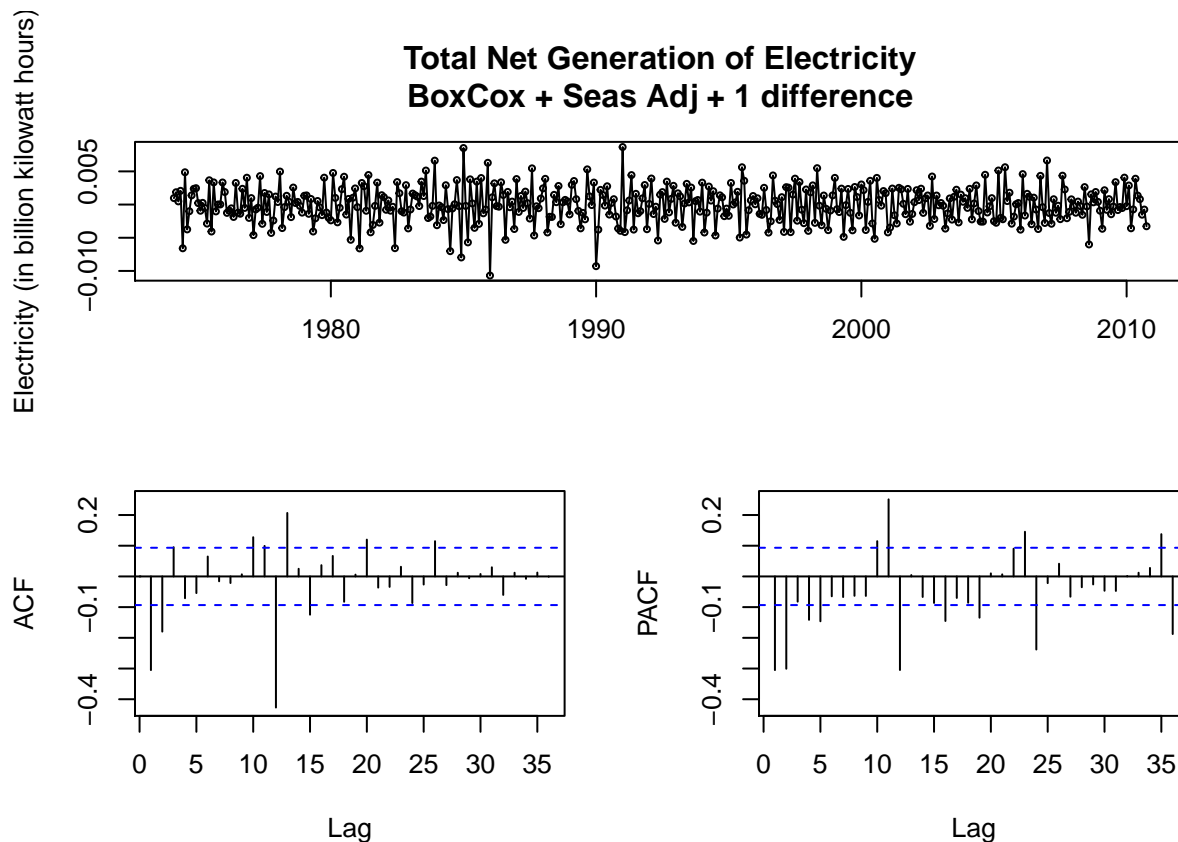 Total Net Generation of Electricity
BoxCox + Seas Adj + 1 difference
Electricity (in billion kilowatt hours)
0.005
−0.010
1980 1990 2000 2010
ACF
0.2
−0.1
−0.4
0 5 10 15 20 25 30 35
Lag
PACF
0.2
−0.1
−0.4
0 5 10 15 20 25 30 35
Lag